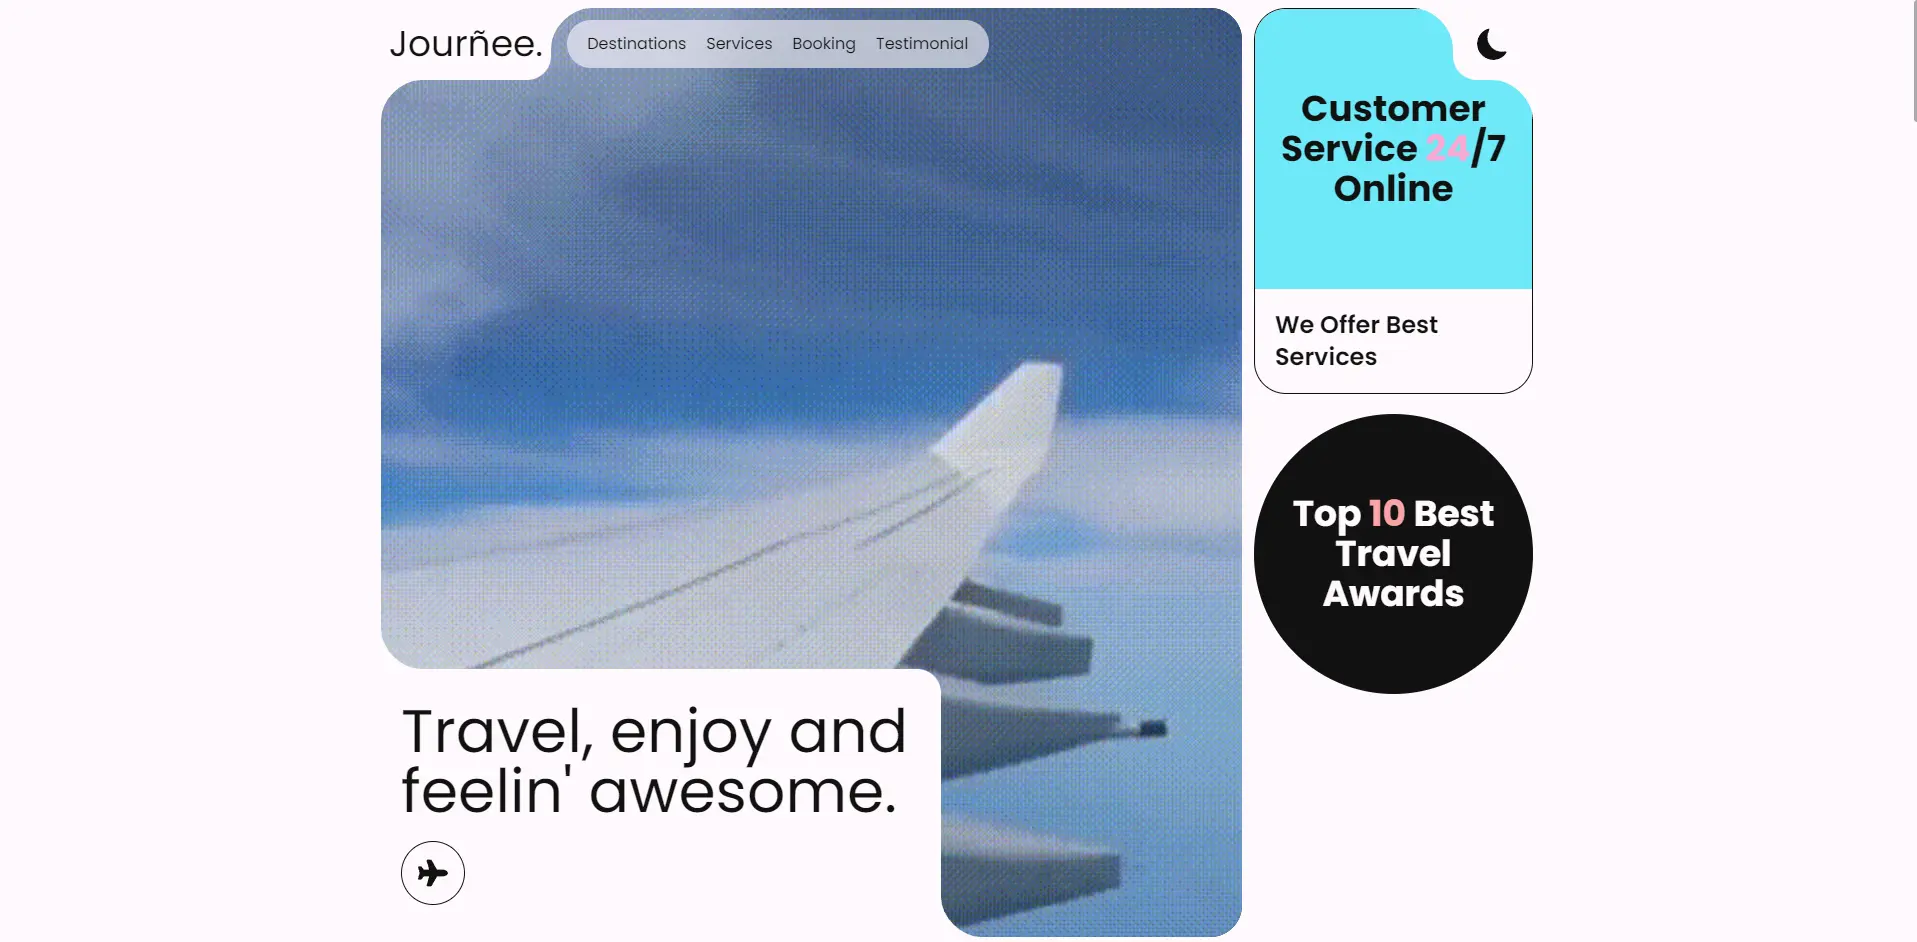 Jourñee.
Destinations Services Booking Testimonial
Customer
Service 24/7
Online
We Offer Best
Services
Top 10 Best
Travel
Awards
Travel, enjoy and
feelin' awesome.